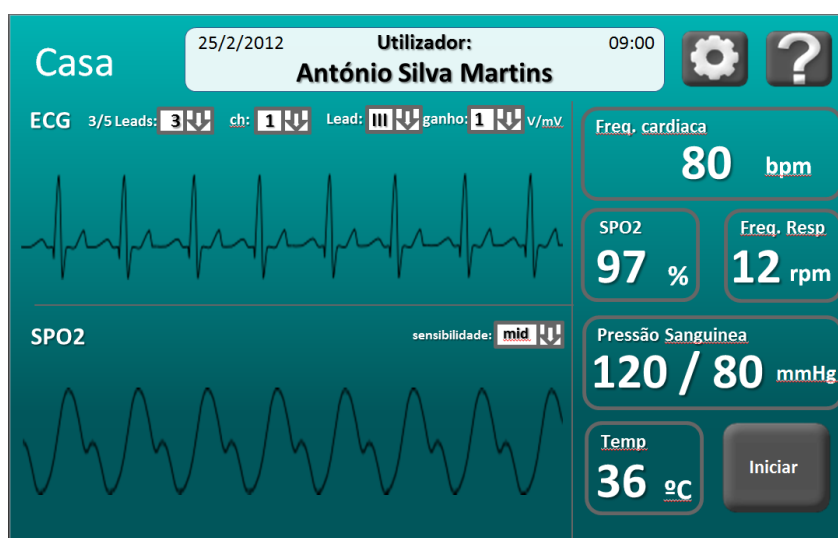 Casa
25/2/2012 Utilizador: 09:00
António Silva Martins
?
ECG 3/5 Leads: 3 ch: 1 Lead: III ganho: 1 V/mV
Freq. cardiaca
80 bpm
SPO2
97 %
Freq. Resp
12 rpm
SPO2 sensibilidade: mid
Pressão Sanguinea
120 / 80 mmHg
Temp
36 ºC
Iniciar